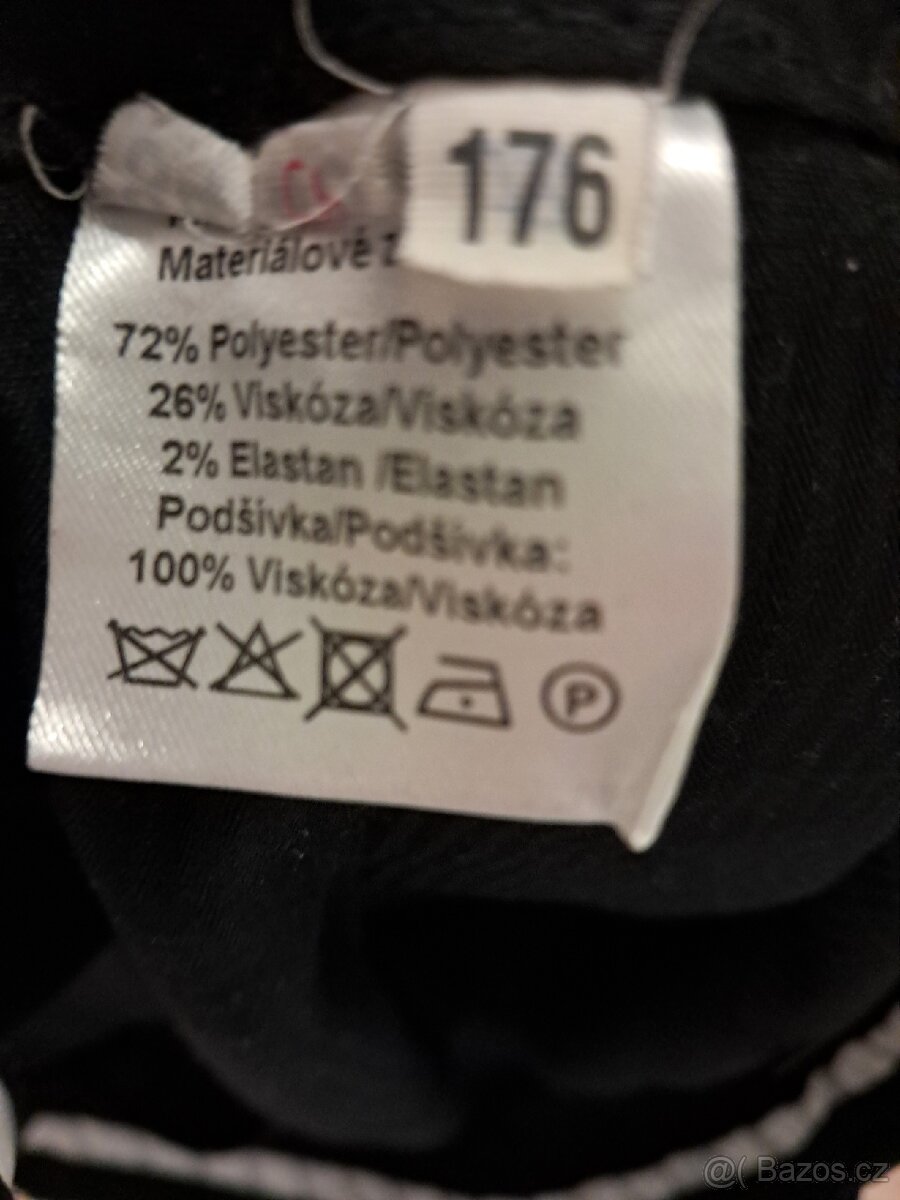 176
Materiálové
72% Polyester/Polyester
26% Viskóza/Viskóza
2% Elastan /Elastan
Podšívka/Podšívka:
100% Viskóza/Viskóza
P
@( Bazos.cz